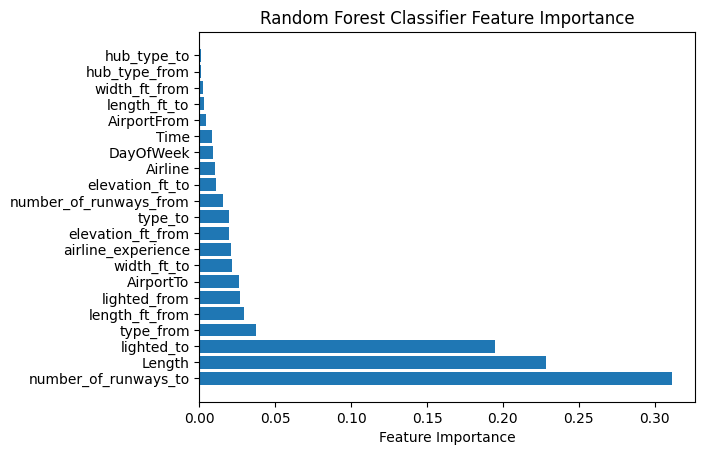 Random Forest Classifier Feature Importance
hub_type_to
hub_type_from
width_ft_from
length_ft_to
AirportFrom
Time
DayOfWeek
Airline
elevation_ft_to
number_of_runways_from
type_to
elevation_ft_from
airline_experience
width_ft_to
AirportTo
lighted_from
length_ft_from
type_from
lighted_to
Length
number_of_runways_to
0.00 0.05 0.10 0.15 0.20 0.25 0.30
Feature Importance